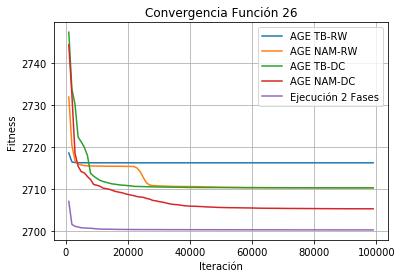 Convergencia Función 26
AGE TB-RW
AGE NAM-RW
AGE TB-DC
AGE NAM-DC
Ejecución 2 Fases
Fitness
2740
2730
2720
2710
2700
0 20000 40000 60000 80000 100000
Iteración